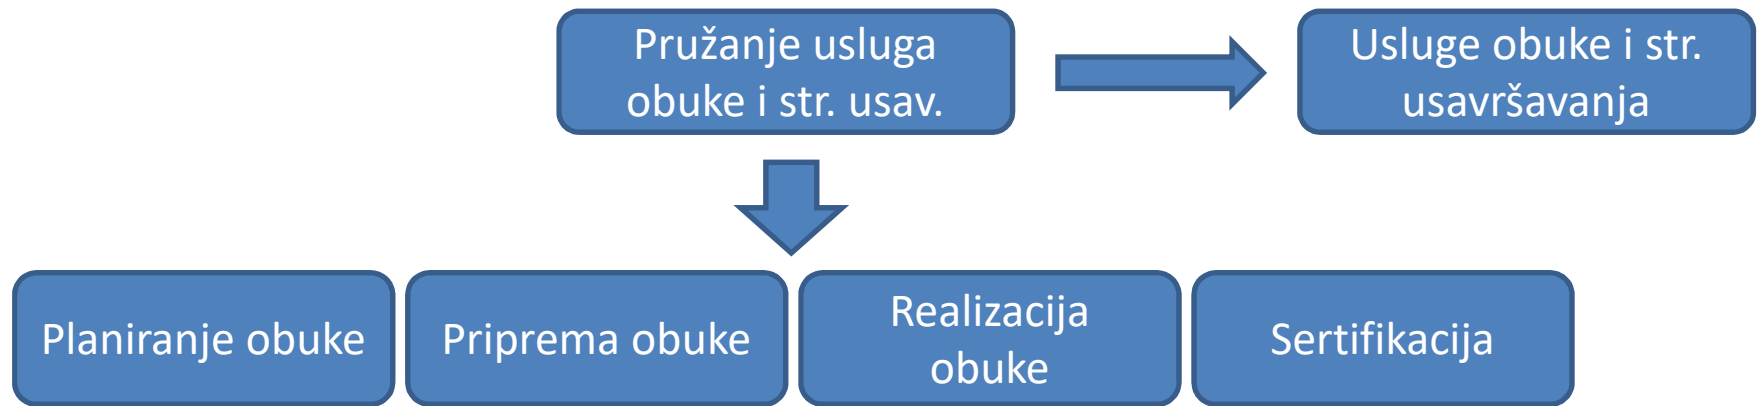 Pružanje usluga
obuke i str. usav.
Usluge obuke i str.
usavršavanja
Planiranje obuke
Priprema obuke
Realizacija
obuke
Sertifikacija